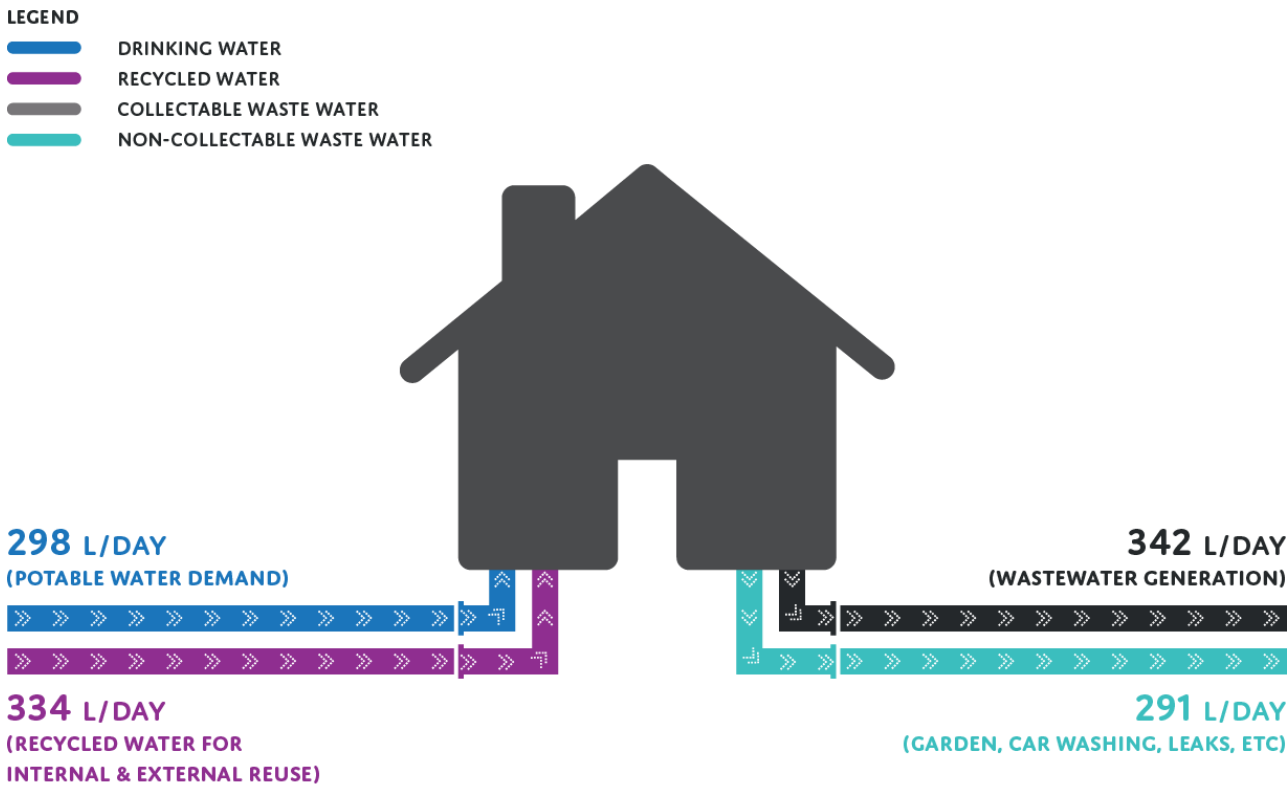 LEGEND
DRINKING WATER
RECYCLED WATER
COLLECTABLE WASTE WATER
NON-COLLECTABLE WASTE WATER
298 L/DAY
(POTABLE WATER DEMAND)
334 L/DAY
(RECYCLED WATER FOR
INTERNAL & EXTERNAL REUSE)
342 L/DAY
(WASTEWATER GENERATION)
291 L/DAY
(GARDEN, CAR WASHING, LEAKS, ETC)